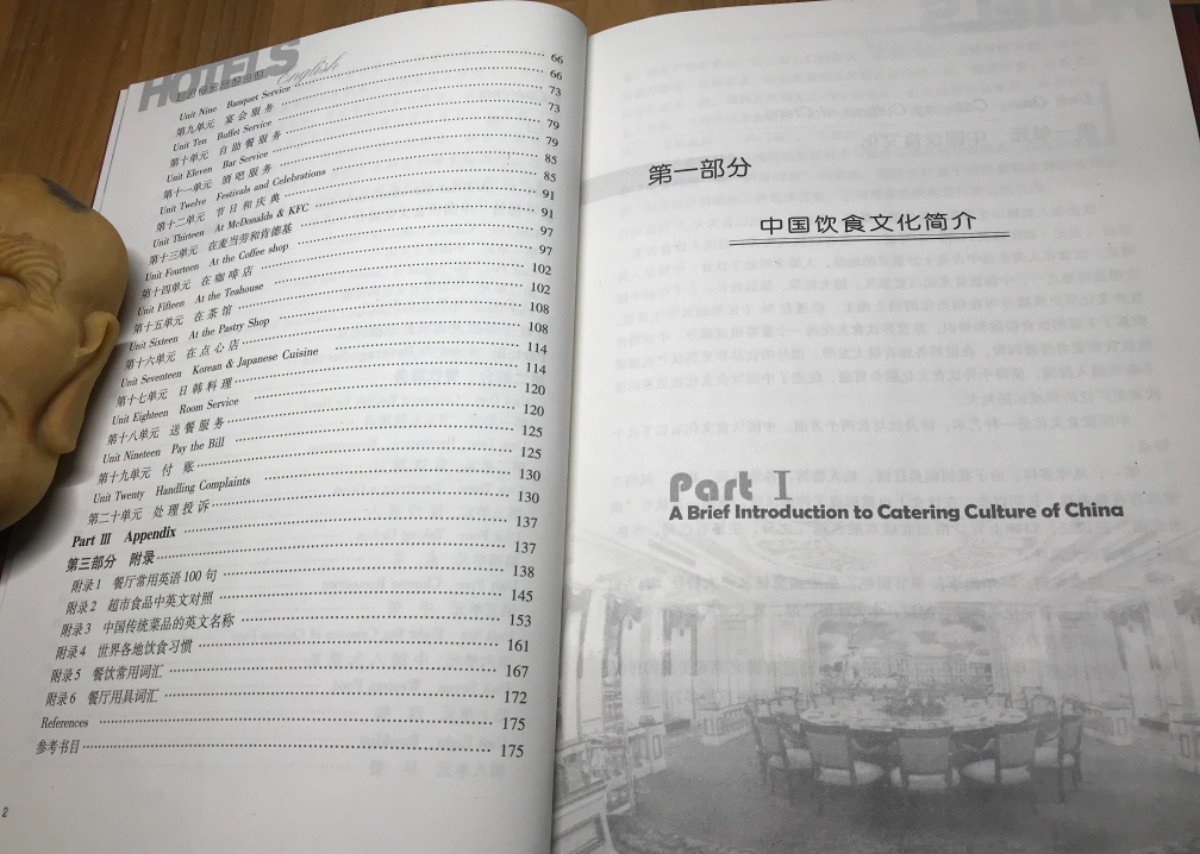 HOTELS
English
Unit Nine Banquet Service ········ 66
第九单元 宴会服务 ········ 66
Unit Ten Buffet Service ········ 73
第十单元 自助餐服务 ········ 73
Unit Eleven Bar Service ········ 79
第十一单元 酒吧服务 ········ 79
Unit Twelve Festivals and Celebrations ········ 85
第十二单元 节日和庆典 ········ 85
Unit Thirteen At McDonalds & KFC ········ 91
第十三单元 在麦当劳和肯德基 ········ 91
Unit Fourteen At the Coffee shop ········ 97
第十四单元 在咖啡店 ········ 97
Unit Fifteen At the Teahouse ········ 102
第十五单元 在茶馆 ········ 102
Unit Sixteen At the Pastry Shop ········ 108
第十六单元 在点心店 ········ 108
Unit Seventeen Korean & Japanese Cuisine ········ 114
第十七单元 日韩料理 ········ 114
Unit Eighteen Room Service ········ 120
第十八单元 送餐服务 ········ 120
Unit Nineteen Pay the Bill ········ 125
第十九单元 付账 ········ 125
Unit Twenty Handling Complaints ········ 130
第二十单元 处理投诉 ········ 130
Part Ⅲ Appendix ········ 137
第三部分 附录 ········ 137
附录1 餐厅常用英语100句 ········ 138
附录2 超市食品中英文对照 ········ 145
附录3 中国传统菜品的英文名称 ········ 153
附录4 世界各地饮食习惯 ········ 161
附录5 餐饮常用词汇 ········ 167
附录6 餐厅用具词汇 ········ 172
References ········ 175
参考书目 ········ 175
2
第一部分
中国饮食文化简介
Part Ⅰ
A Brief Introduction to Catering Culture of China